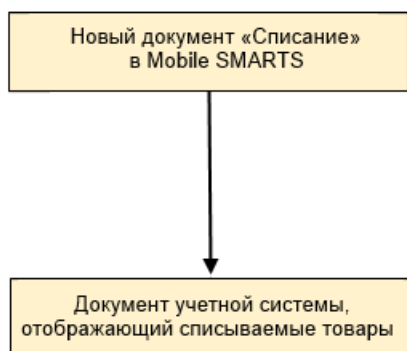 Новый документ «Списание»
в Mobile SMARTS
Документ учетной системы,
отображающий списываемые товары